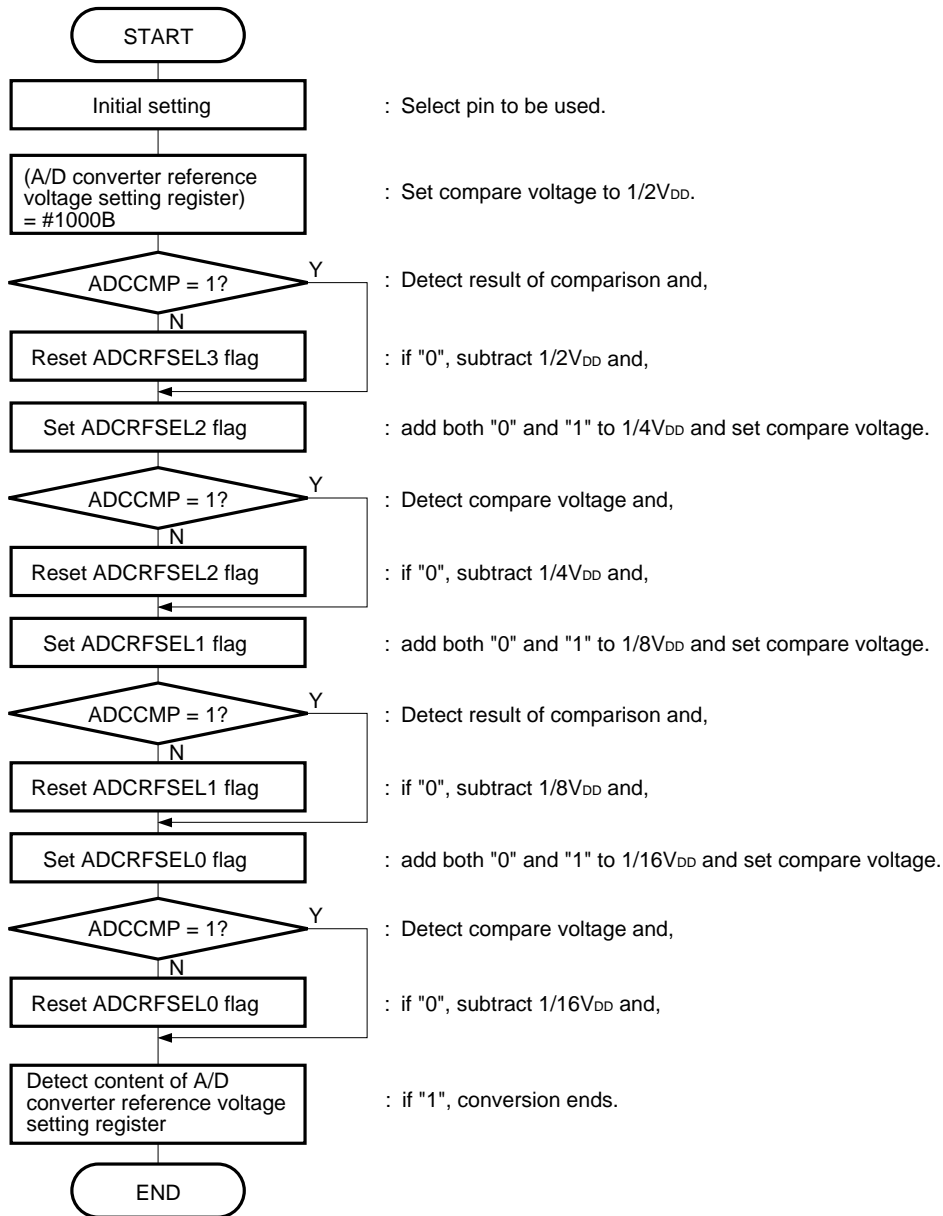 START
Initial setting
: Select pin to be used.
(A/D converter reference
voltage setting register)
= #1000B
: Set compare voltage to 1/2VDD.
ADCCMP = 1?
Y
: Detect result of comparison and,
N
Reset ADCRFSEL3 flag
: if "0", subtract 1/2VDD and,
Set ADCRFSEL2 flag
: add both "0" and "1" to 1/4VDD and set compare voltage.
ADCCMP = 1?
Y
: Detect compare voltage and,
N
Reset ADCRFSEL2 flag
: if "0", subtract 1/4VDD and,
Set ADCRFSEL1 flag
: add both "0" and "1" to 1/8VDD and set compare voltage.
ADCCMP = 1?
Y
: Detect result of comparison and,
N
Reset ADCRFSEL1 flag
: if "0", subtract 1/8VDD and,
Set ADCRFSEL0 flag
: add both "0" and "1" to 1/16VDD and set compare voltage.
ADCCMP = 1?
Y
: Detect compare voltage and,
N
Reset ADCRFSEL0 flag
: if "0", subtract 1/16VDD and,
Detect content of A/D
converter reference voltage
setting register
: if "1", conversion ends.
END